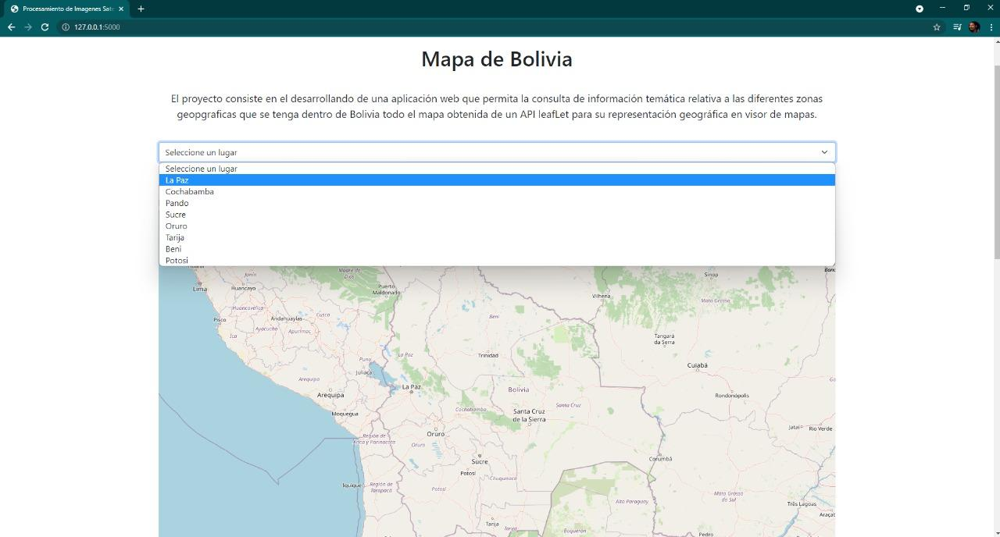 Procesamiento de Imagenes Sate
127.0.0.1:5000
Mapa de Bolivia
El proyecto consiste en el desarrollando de una aplicación web que permita la consulta de información temática relativa a las diferentes zonas
geopgraficas que se tenga dentro de Bolivia todo el mapa obtenida de un API leafLet para su representación geográfica en visor de mapas.
Seleccione un lugar
Seleccione un lugar
La Paz
Cochabamba
Pando
Sucre
Oruro
Tarija
Beni
Potosi
Lima
Huancayo
Junín
Madre de
Dios
Puerto
Maldonado
Sinop
Vilhena
Mato Grosso
Huancavelica
Pisco
Andahuaylas
Cusco
Beni
Ica
Ayacucho
Apurímac
Tangará
da Serra
La Paz
Trinidad
Puno
Juliaca
Cuiabá
Arequipa
La Paz
Bolivia
Arequipa
Rondonópolis
Moquegua
Cochabamba
Santa Cruz
Santa Cruz
de la Sierra
Jataí
Rio Verde
Oruro
Región de
Arica y Parinacota
Oruro
Sucre
Corumbá
Potosí
Chuquisaca
Iquique
Región de
Tarapacá
Potosí
Alto Paraguay
Mato Grosso
do Sul
Três Lagoas
Araçat
Tarija
Tarija
Boquerón
Pedro